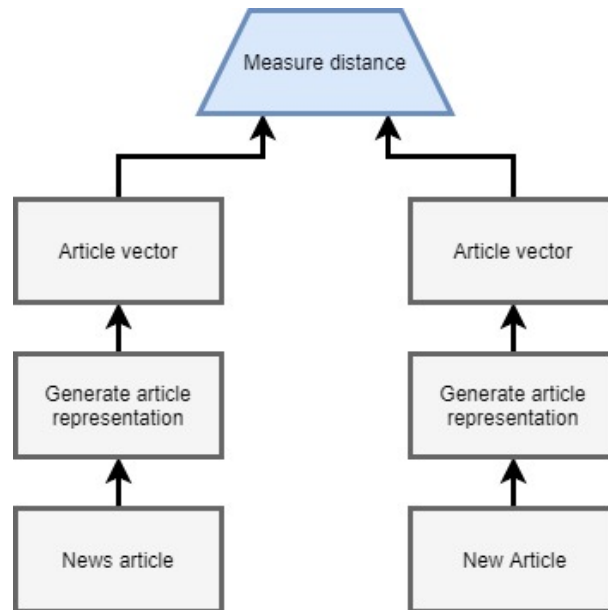 Measure distance
Article vector
Article vector
Generate article
representation
Generate article
representation
News article
New Article